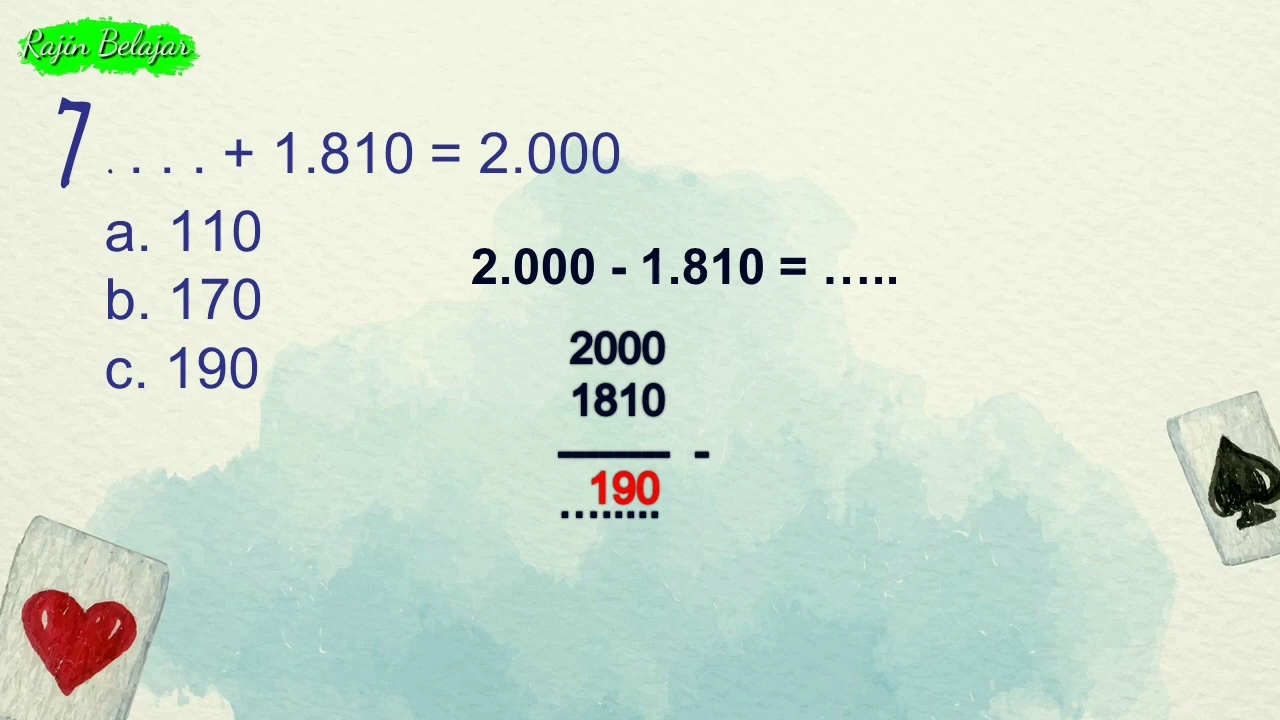 Rajin Belajar
7. . . . + 1.810 = 2.000
a. 110
b. 170
c. 190
2.000 - 1.810 = …..
2000
1810
-
190
........